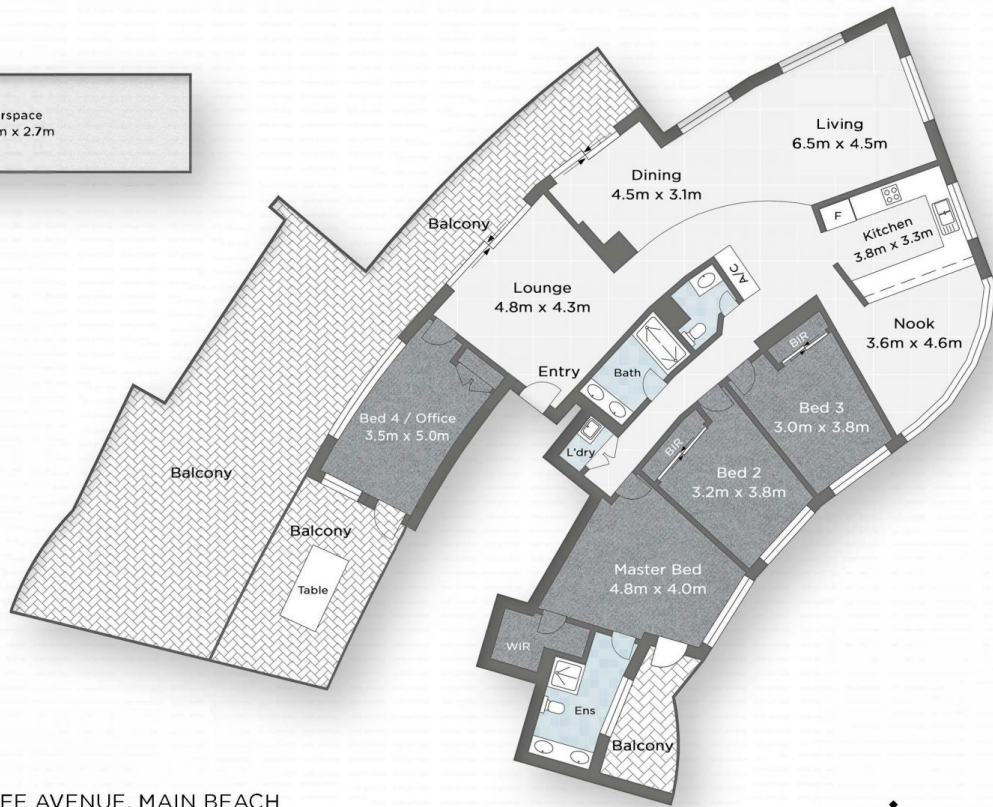 2.7m
Living
6.5m x 4.5m
Dining
4.5m x 3.1m
Balcony
F
Kitchen
3.8m x 3.3m
A/C
Lounge
4.8m x 4.3m
Nook
3.6m x 4.6m
BIR
Entry
Bath
Bed 4 / Office
3.5m x 5.0m
Bed 3
3.0m x 3.8m
L'dry
BIR
Bed 2
3.2m x 3.8m
Balcony
Balcony
Table
Master Bed
4.8m x 4.0m
WIR
Ens
Balcony
AVENUE, MAIN BEACH